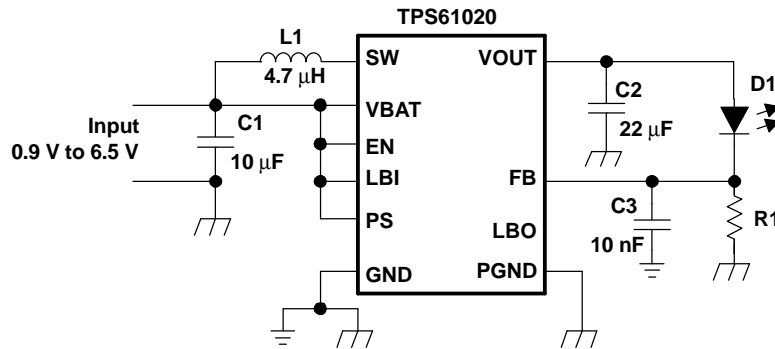 TPS61020
L1
4.7 μH
SW
VOUT
VBAT
C2
22 μF
D1
Input
0.9 V to 6.5 V
C1
10 μF
EN
LBI
FB
PS
C3
10 nF
LBO
R1
GND
PGND